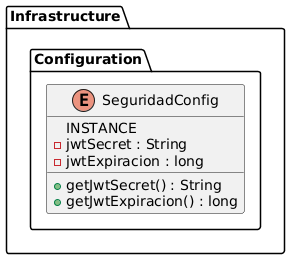 Infrastructure
Configuration
E SeguridadConfig
INSTANCE
jwtSecret : String
jwtExpiracion : long
getJwtSecret() : String
getJwtExpiracion() : long